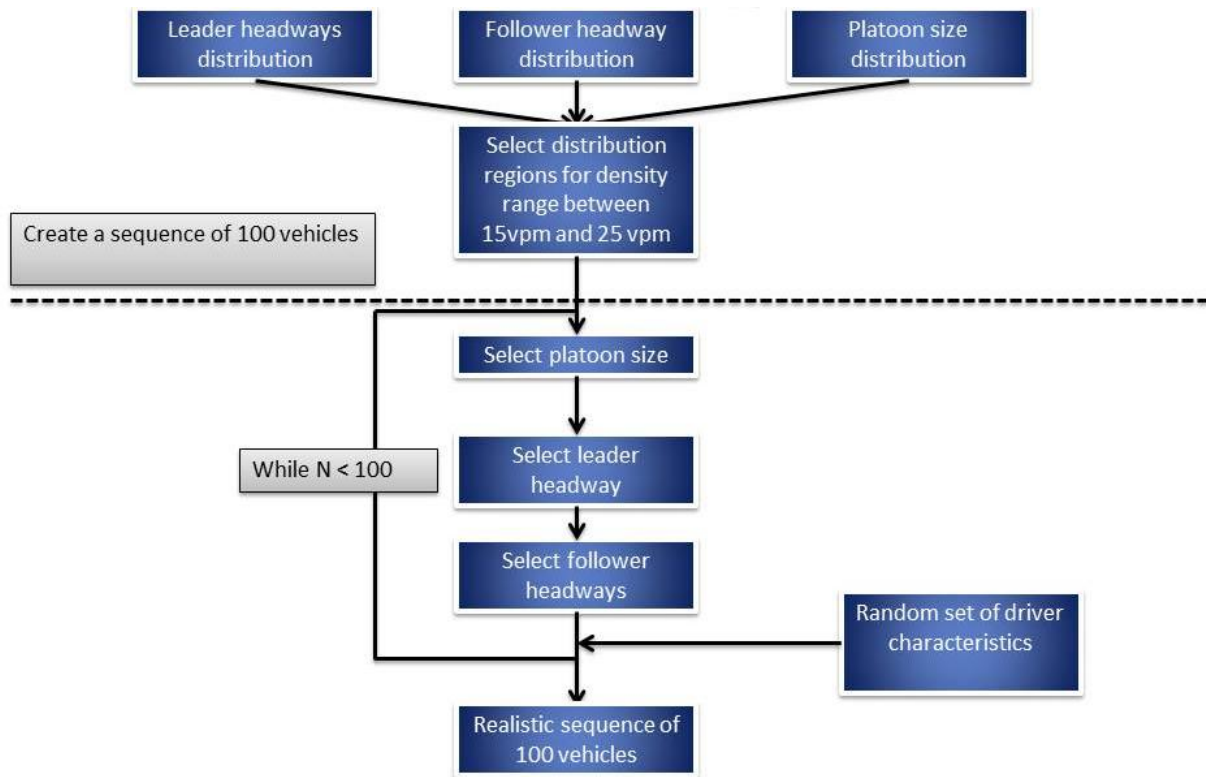 Leader headways
distribution
Follower headway
distribution
Platoon size
distribution
Select distribution
regions for density
range between
15vpm and 25 vpm
Create a sequence of 100 vehicles
Select platoon size
Select leader
headway
While N < 100
Select follower
headways
Random set of driver
characteristics
Realistic sequence of
100 vehicles